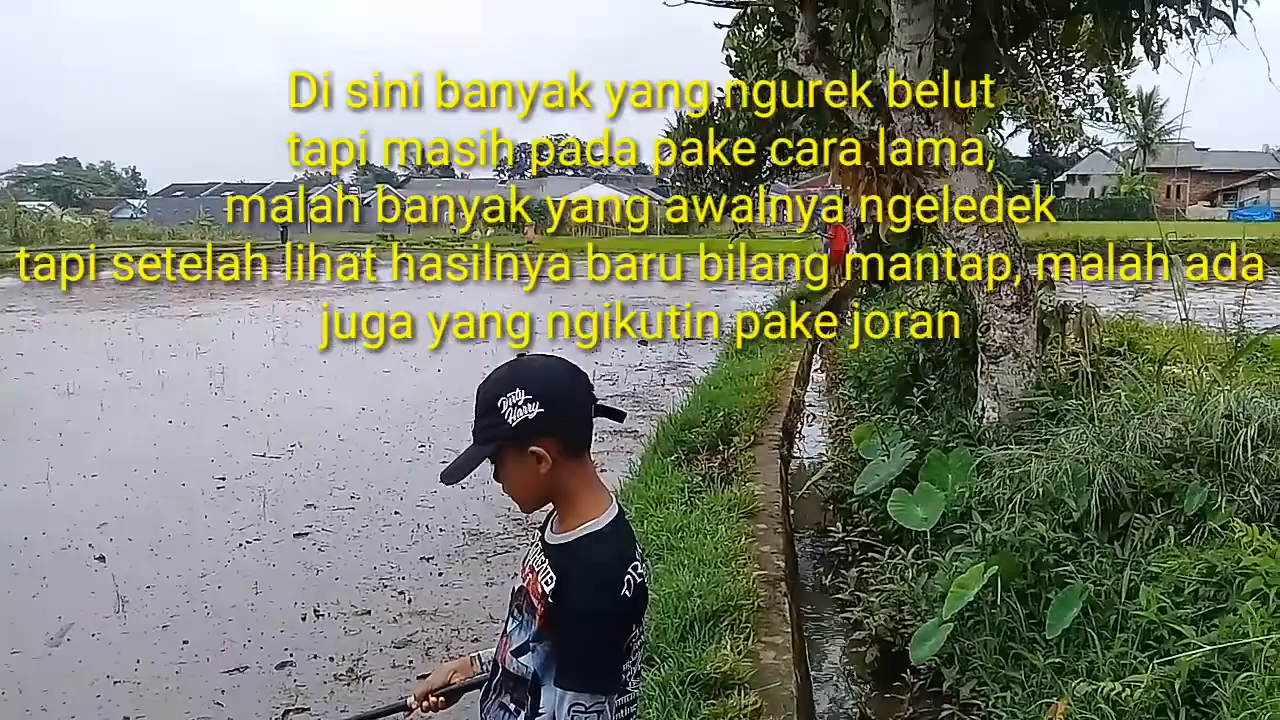 Di sini banyak yang ngurek belut
tapi masih pada pake cara lama,
malah banyak yang awalnya ngeledek
tapi setelah lihat hasilnya baru bilang mantap, malah ada
juga yang ngikutin pake joran
Dirty
Harry